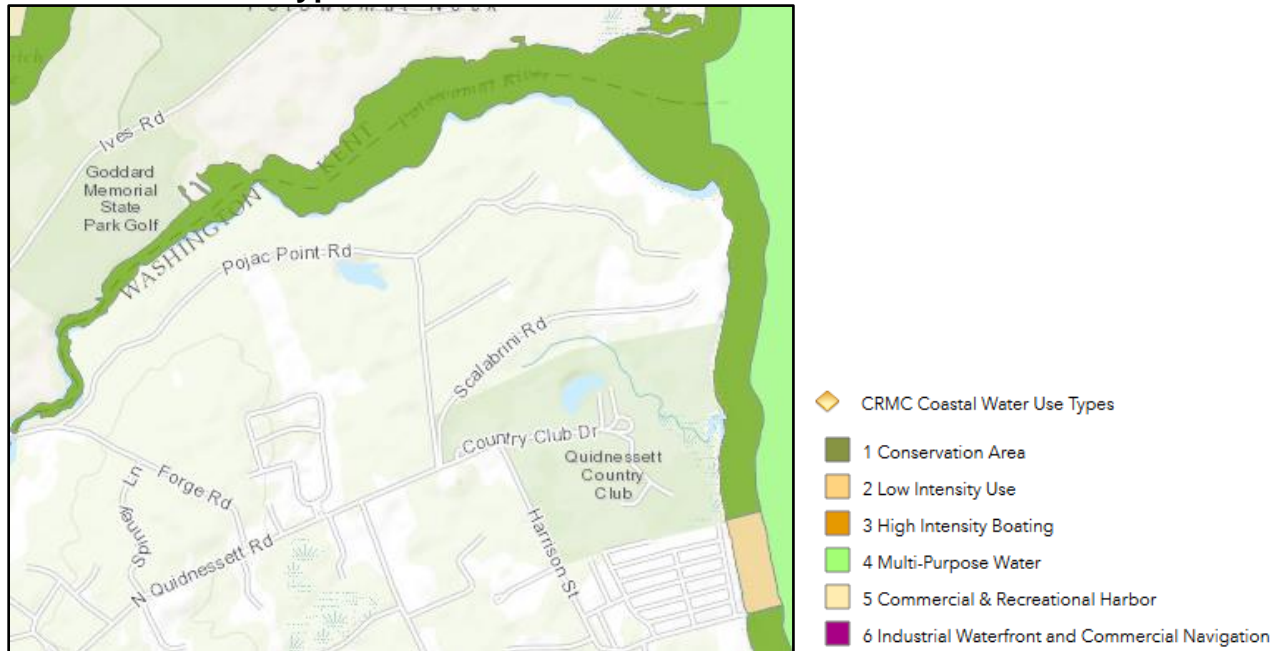 Ives Rd
Goddard
Memorial
State
Park Golf
WASHINGTON
KENT
Potowomut River
Pojac Point Rd
Scalabrini Rd
Country Club Dr
Quidnessett
Country
Club
Forge Rd
Spinney Ln
N Quidnessett Rd
Harrison St
CRMC Coastal Water Use Types
1 Conservation Area
2 Low Intensity Use
3 High Intensity Boating
4 Multi-Purpose Water
5 Commercial & Recreational Harbor
6 Industrial Waterfront and Commercial Navigation